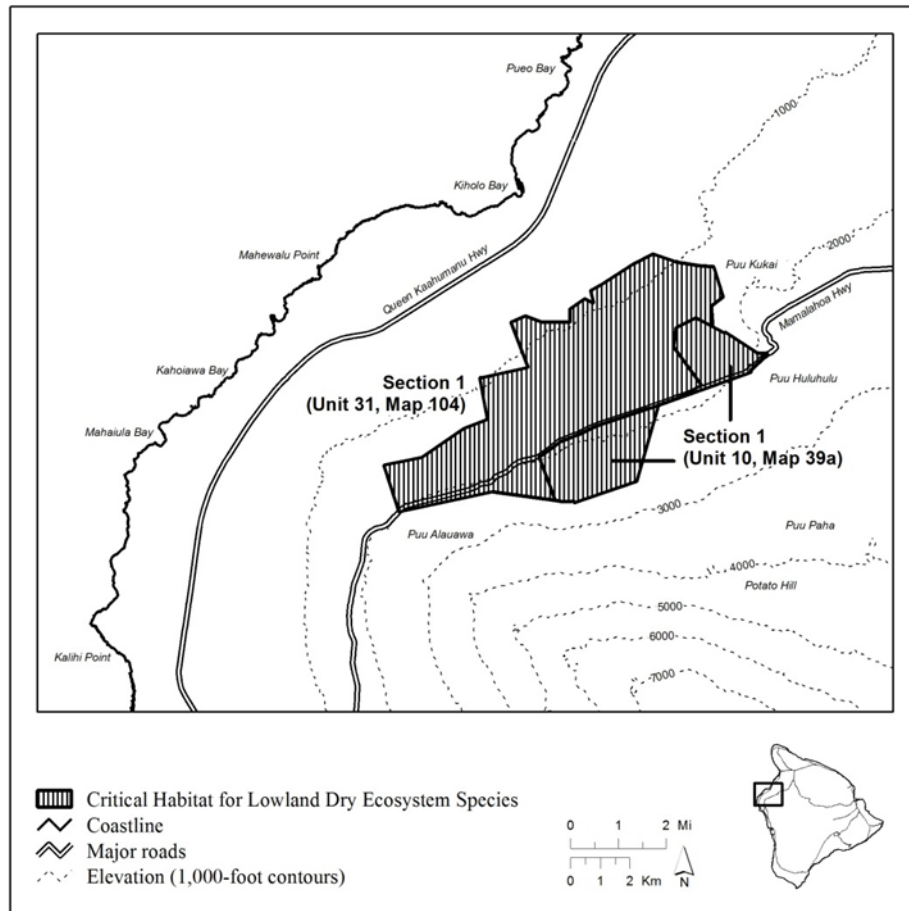 Pueo Bay
1000
Kiholo Bay
Mahewalu Point
2000
Queen Kaahumanu Hwy
Puu Kukai
Mamalahoa Hwy
Kahoiawa Bay
Section 1
(Unit 31, Map 104)
Puu Huluhulu
Mahaiula Bay
Section 1
(Unit 10, Map 39a)
3000
Puu Alauawa
Puu Paha
4000
Potato Hill
5000
6000
Kalihi Point
7000
Critical Habitat for Lowland Dry Ecosystem Species
Coastline
Major roads
Elevation (1,000-foot contours)
0 1 2 Mi
0 1 2 Km
N